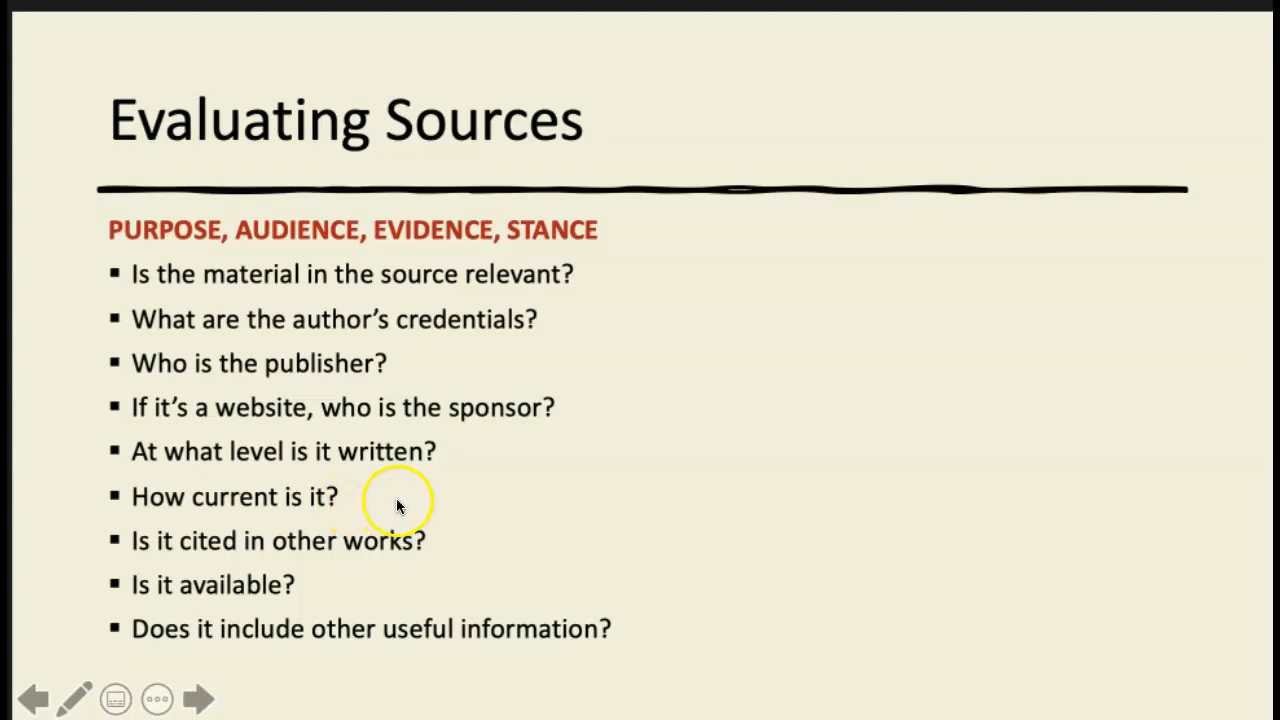 Evaluating Sources
PURPOSE, AUDIENCE, EVIDENCE, STANCE
▪ Is the material in the source relevant?
▪ What are the author’s credentials?
▪ Who is the publisher?
▪ If it’s a website, who is the sponsor?
▪ At what level is it written?
▪ How current is it?
▪ Is it cited in other works?
▪ Is it available?
▪ Does it include other useful information?